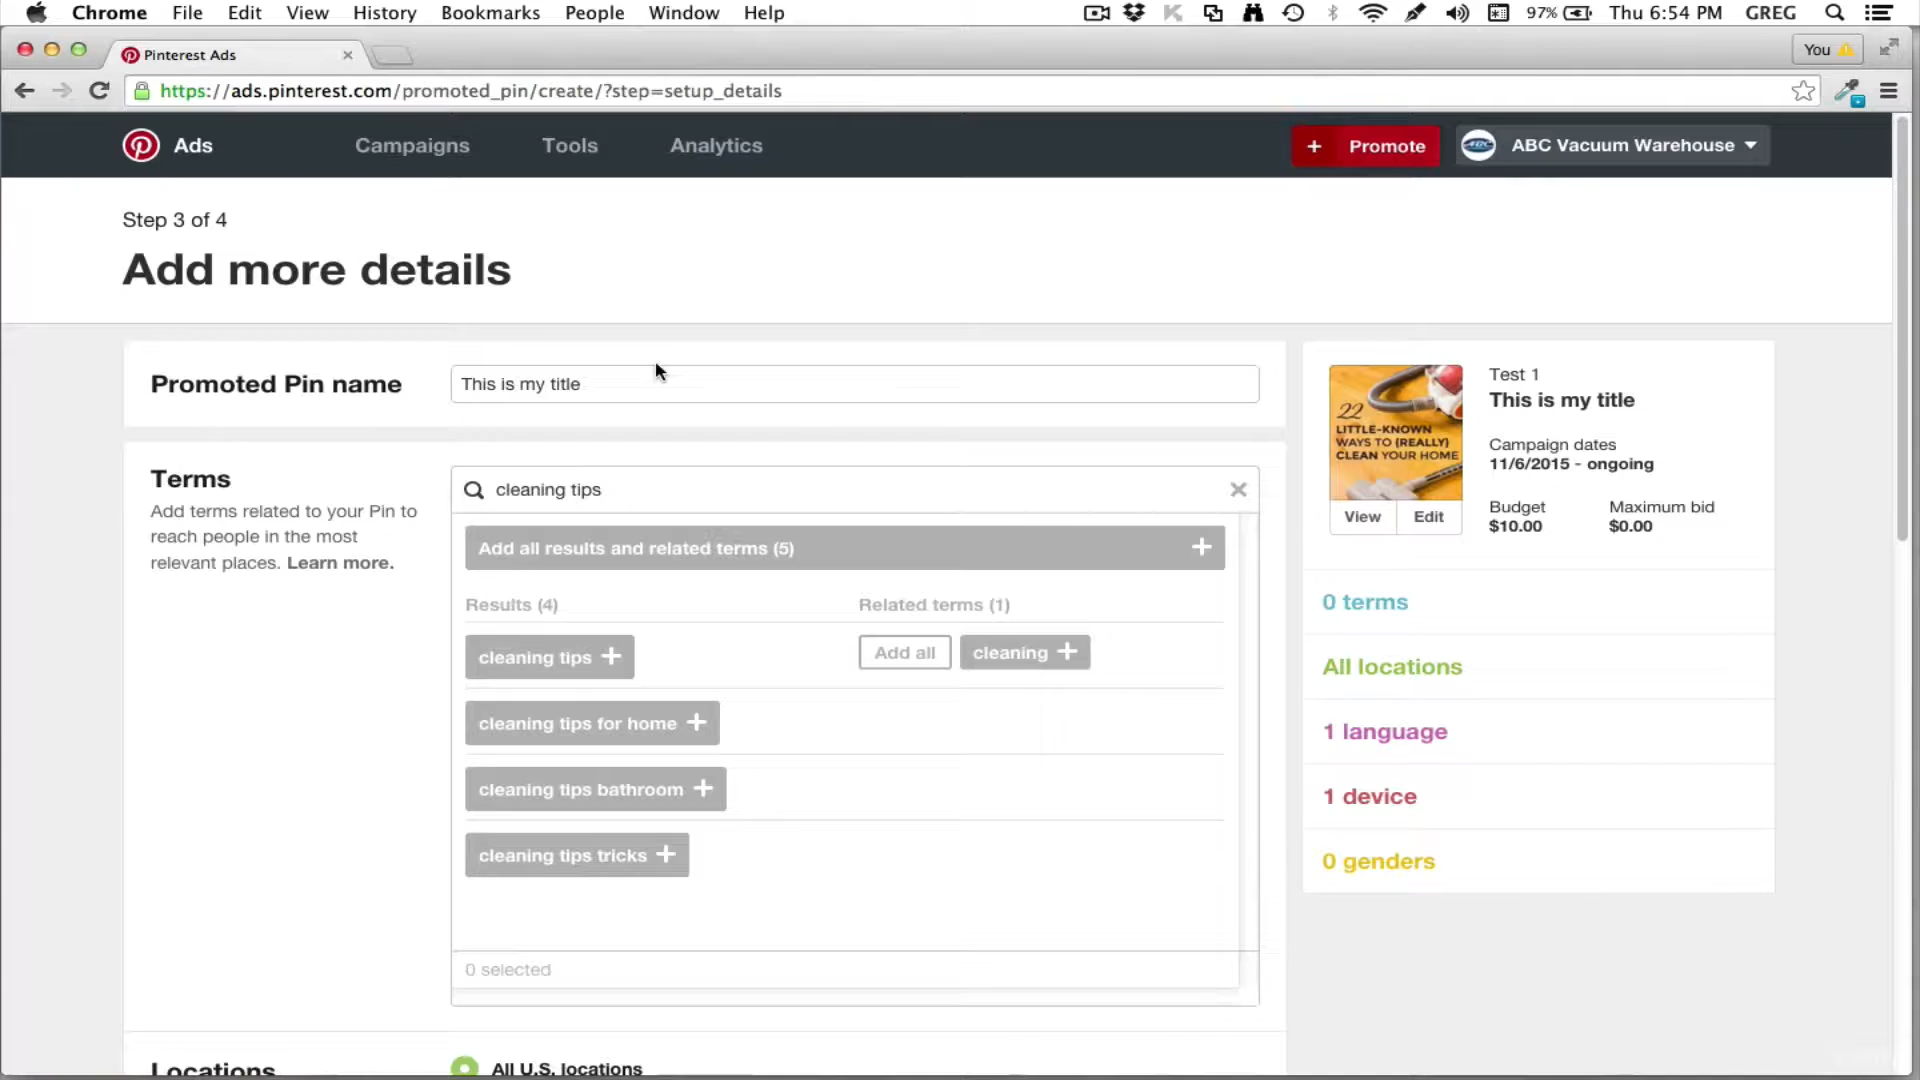 Chrome File Edit View History Bookmarks People Window Help 97% Thu 6:54 PM GREG
Pinterest Ads
You
https://ads.pinterest.com/promoted_pin/create/?step=setup_details
Ads Campaigns Tools Analytics + Promote ABC Vacuum Warehouse
Step 3 of 4
Add more details
Promoted Pin name This is my title
Terms
Add terms related to your Pin to
reach people in the most
relevant places. Learn more.
cleaning tips
Add all results and related terms (5) +
Results (4) Related terms (1)
cleaning tips + Add all cleaning +
cleaning tips for home +
cleaning tips bathroom +
cleaning tips tricks +
0 selected
Locations All U.S. locations
22
LITTLE-KNOWN
WAYS TO (REALLY)
CLEAN YOUR HOME
View Edit
Test 1
This is my title
Campaign dates
11/6/2015 - ongoing
Budget Maximum bid
$10.00 $0.00
0 terms
All locations
1 language
1 device
0 genders